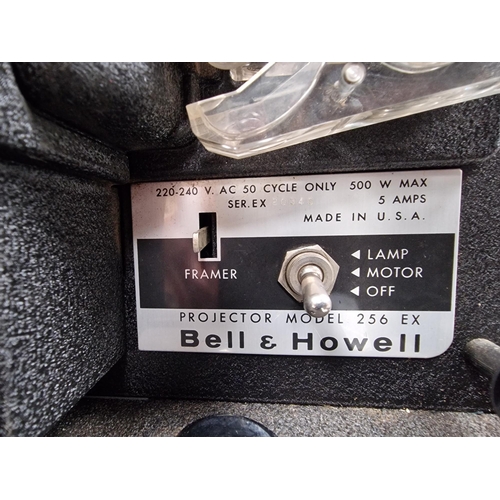 220-240 V. AC 50 CYCLE ONLY 500 W MAX
SER.EX 5 AMPS
MADE IN U.S.A.
FRAMER
◄ LAMP
◄ MOTOR
◄ OFF
PROJECTOR MODEL 256 EX
Bell & Howell